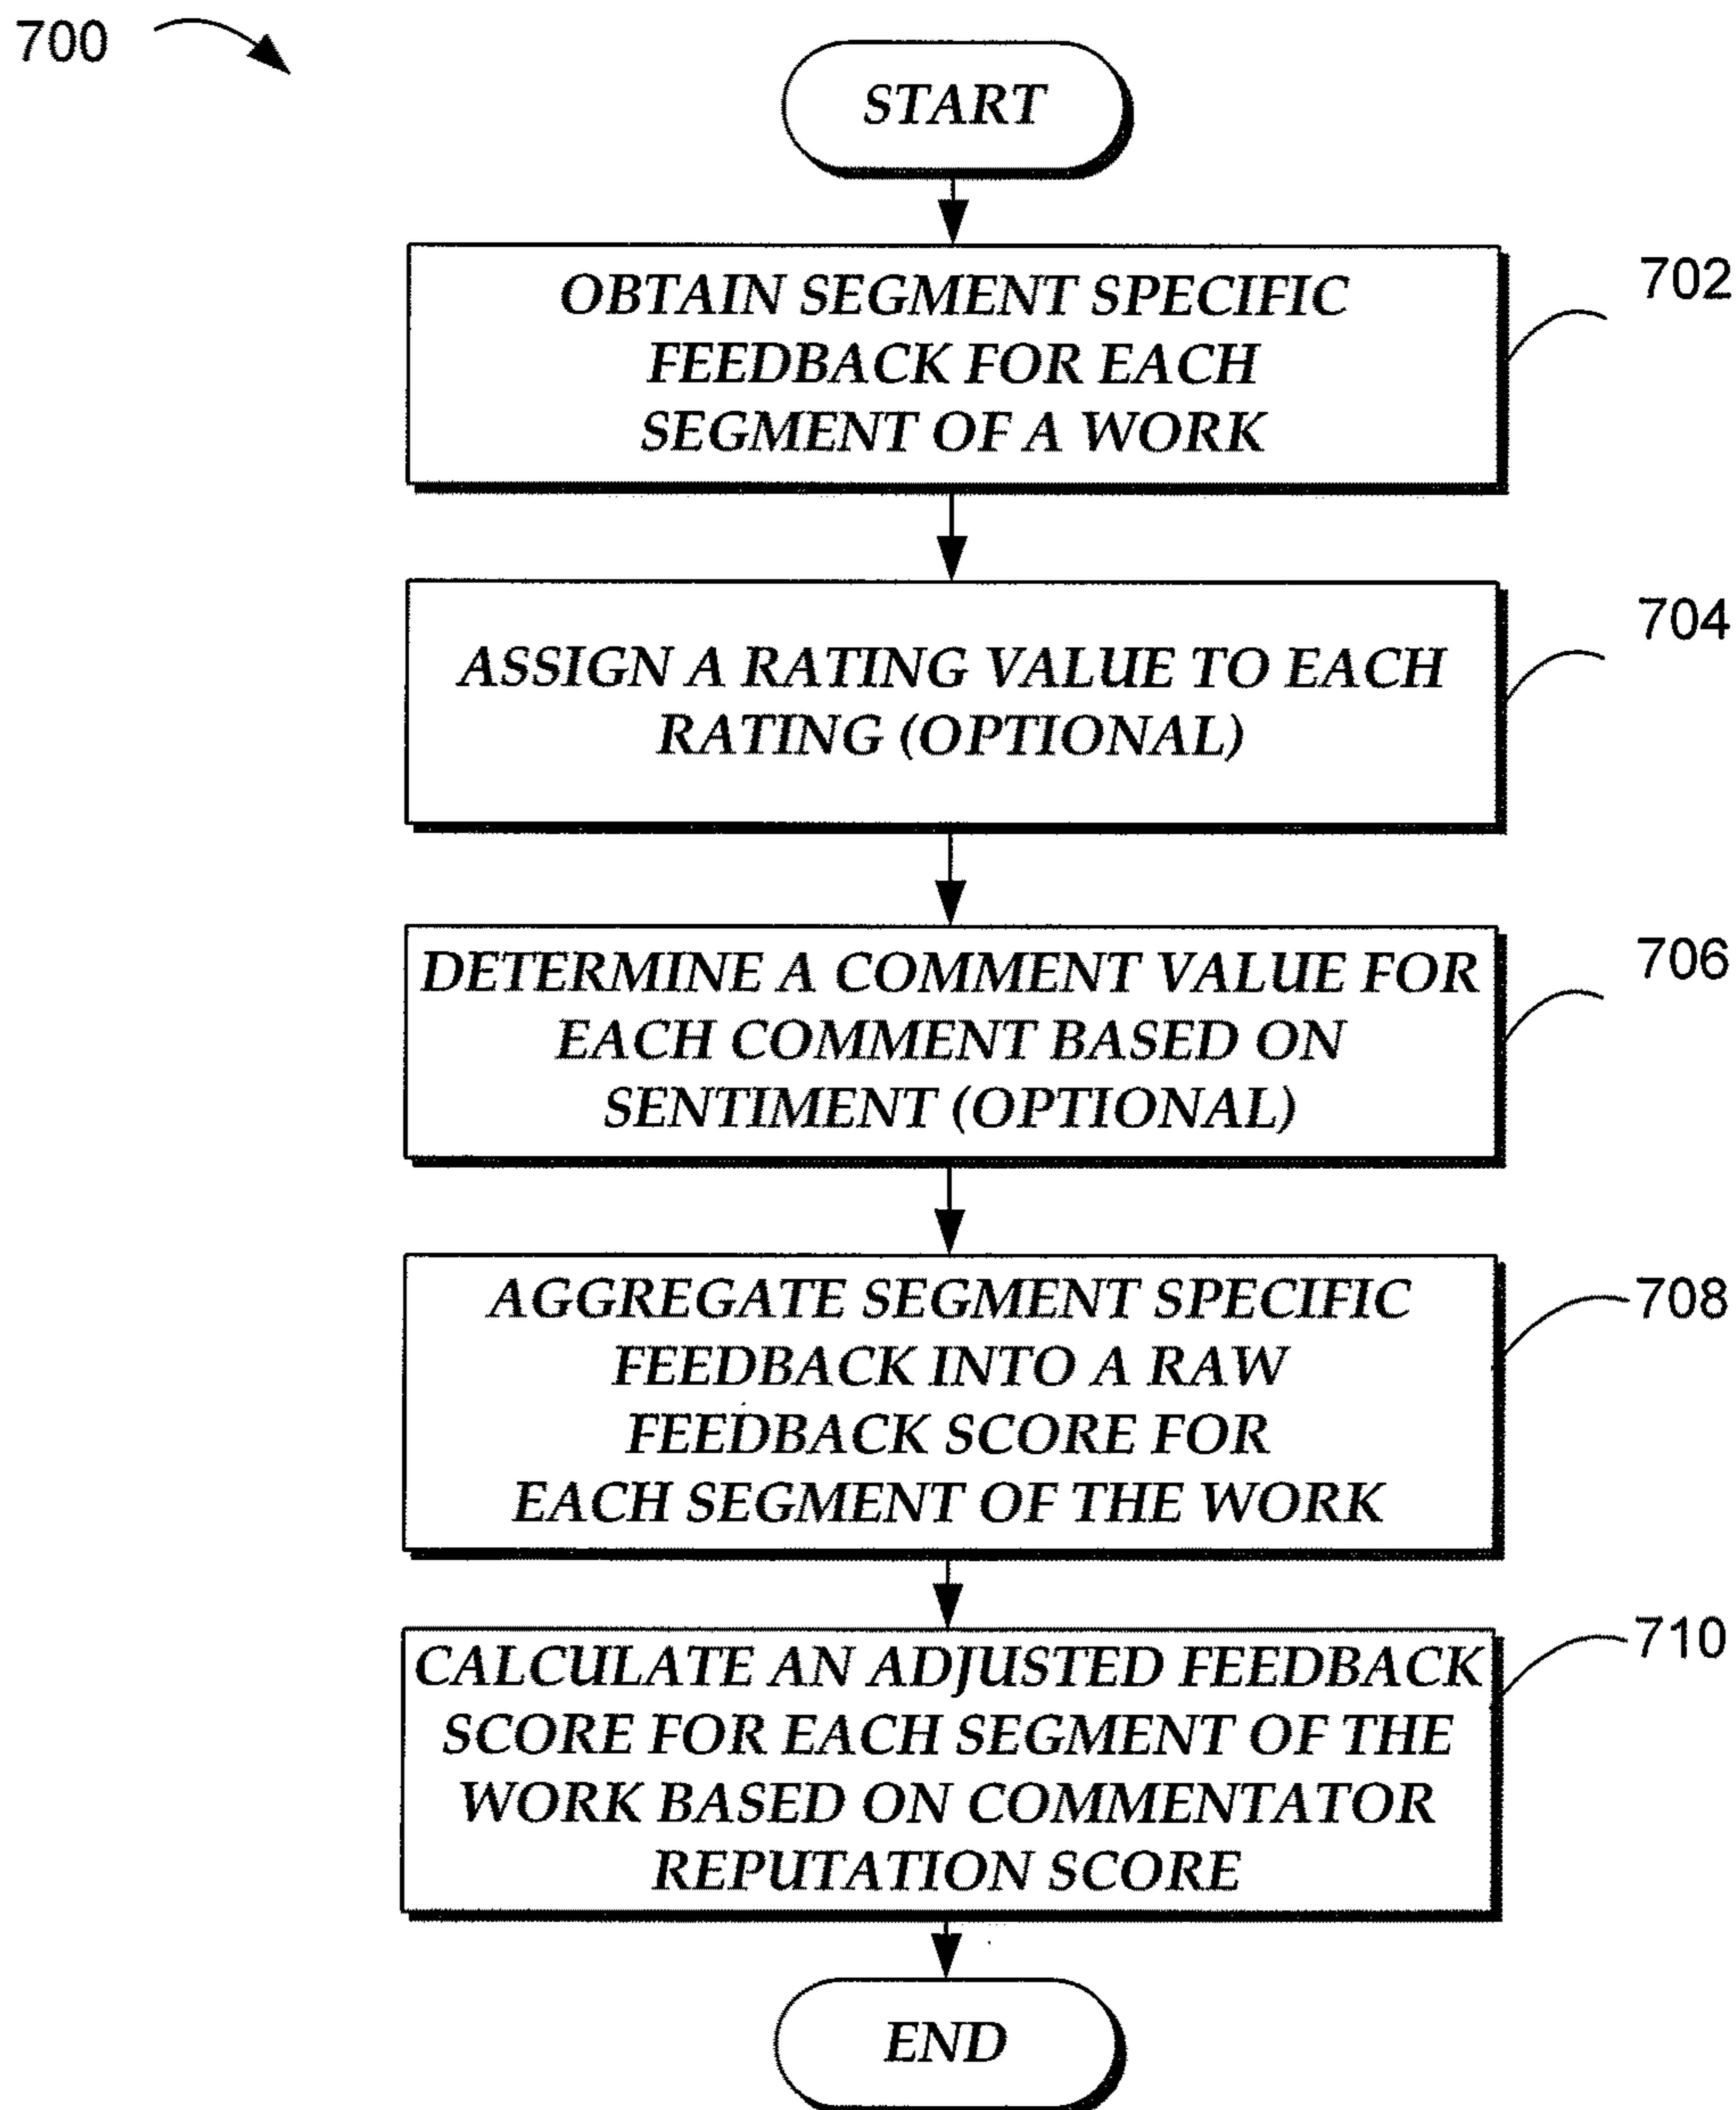 700
START
OBTAIN SEGMENT SPECIFIC
FEEDBACK FOR EACH
SEGMENT OF A WORK
702
ASSIGN A RATING VALUE TO EACH
RATING (OPTIONAL)
704
DETERMINE A COMMENT VALUE FOR
EACH COMMENT BASED ON
SENTIMENT (OPTIONAL)
706
AGGREGATE SEGMENT SPECIFIC
FEEDBACK INTO A RAW
FEEDBACK SCORE FOR
EACH SEGMENT OF THE WORK
708
CALCULATE AN ADJUSTED FEEDBACK
SCORE FOR EACH SEGMENT OF THE
WORK BASED ON COMMENTATOR
REPUTATION SCORE
710
END